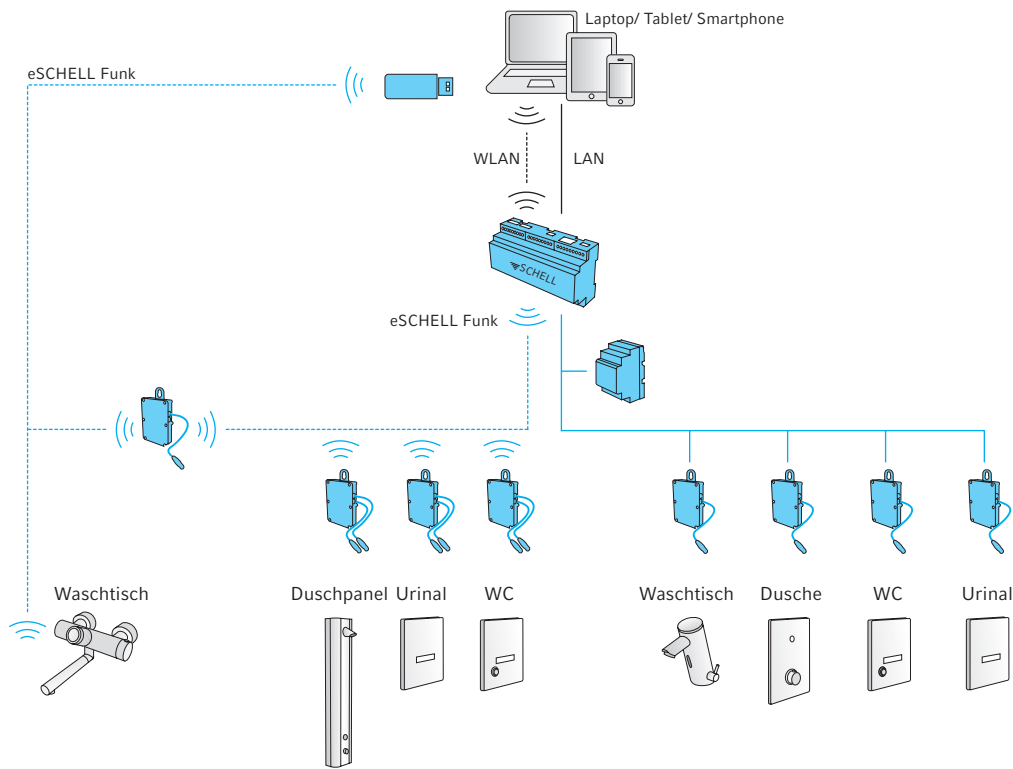 Laptop/ Tablet/ Smartphone
eSCHELL Funk
WLAN
LAN
SCHELL
eSCHELL Funk
Waschtisch
Duschpanel
Urinal
WC
Waschtisch
Dusche
WC
Urinal